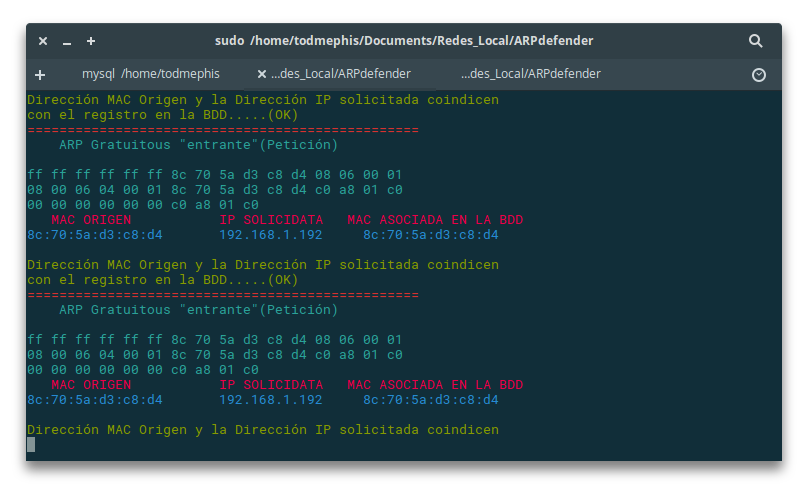 sudo /home/todmephis/Documents/Redes_Local/ARPdefender
mysql /home/todmephis ...des_Local/ARPdefender ...des_Local/ARPdefender
Dirección MAC Origen y la Dirección IP solicitada coindicen
con el registro en la BDD.....(OK)
=================================================
ARP Gratuitous "entrante"(Petición)
ff ff ff ff ff ff 8c 70 5a d3 c8 d4 08 06 00 01
08 00 06 04 00 01 8c 70 5a d3 c8 d4 c0 a8 01 c0
00 00 00 00 00 00 c0 a8 01 c0
MAC ORIGEN IP SOLICIDATA MAC ASOCIADA EN LA BDD
8c:70:5a:d3:c8:d4 192.168.1.192 8c:70:5a:d3:c8:d4
Dirección MAC Origen y la Dirección IP solicitada coindicen
con el registro en la BDD.....(OK)
=================================================
ARP Gratuitous "entrante"(Petición)
ff ff ff ff ff ff 8c 70 5a d3 c8 d4 08 06 00 01
08 00 06 04 00 01 8c 70 5a d3 c8 d4 c0 a8 01 c0
00 00 00 00 00 00 c0 a8 01 c0
MAC ORIGEN IP SOLICIDATA MAC ASOCIADA EN LA BDD
8c:70:5a:d3:c8:d4 192.168.1.192 8c:70:5a:d3:c8:d4
Dirección MAC Origen y la Dirección IP solicitada coindicen